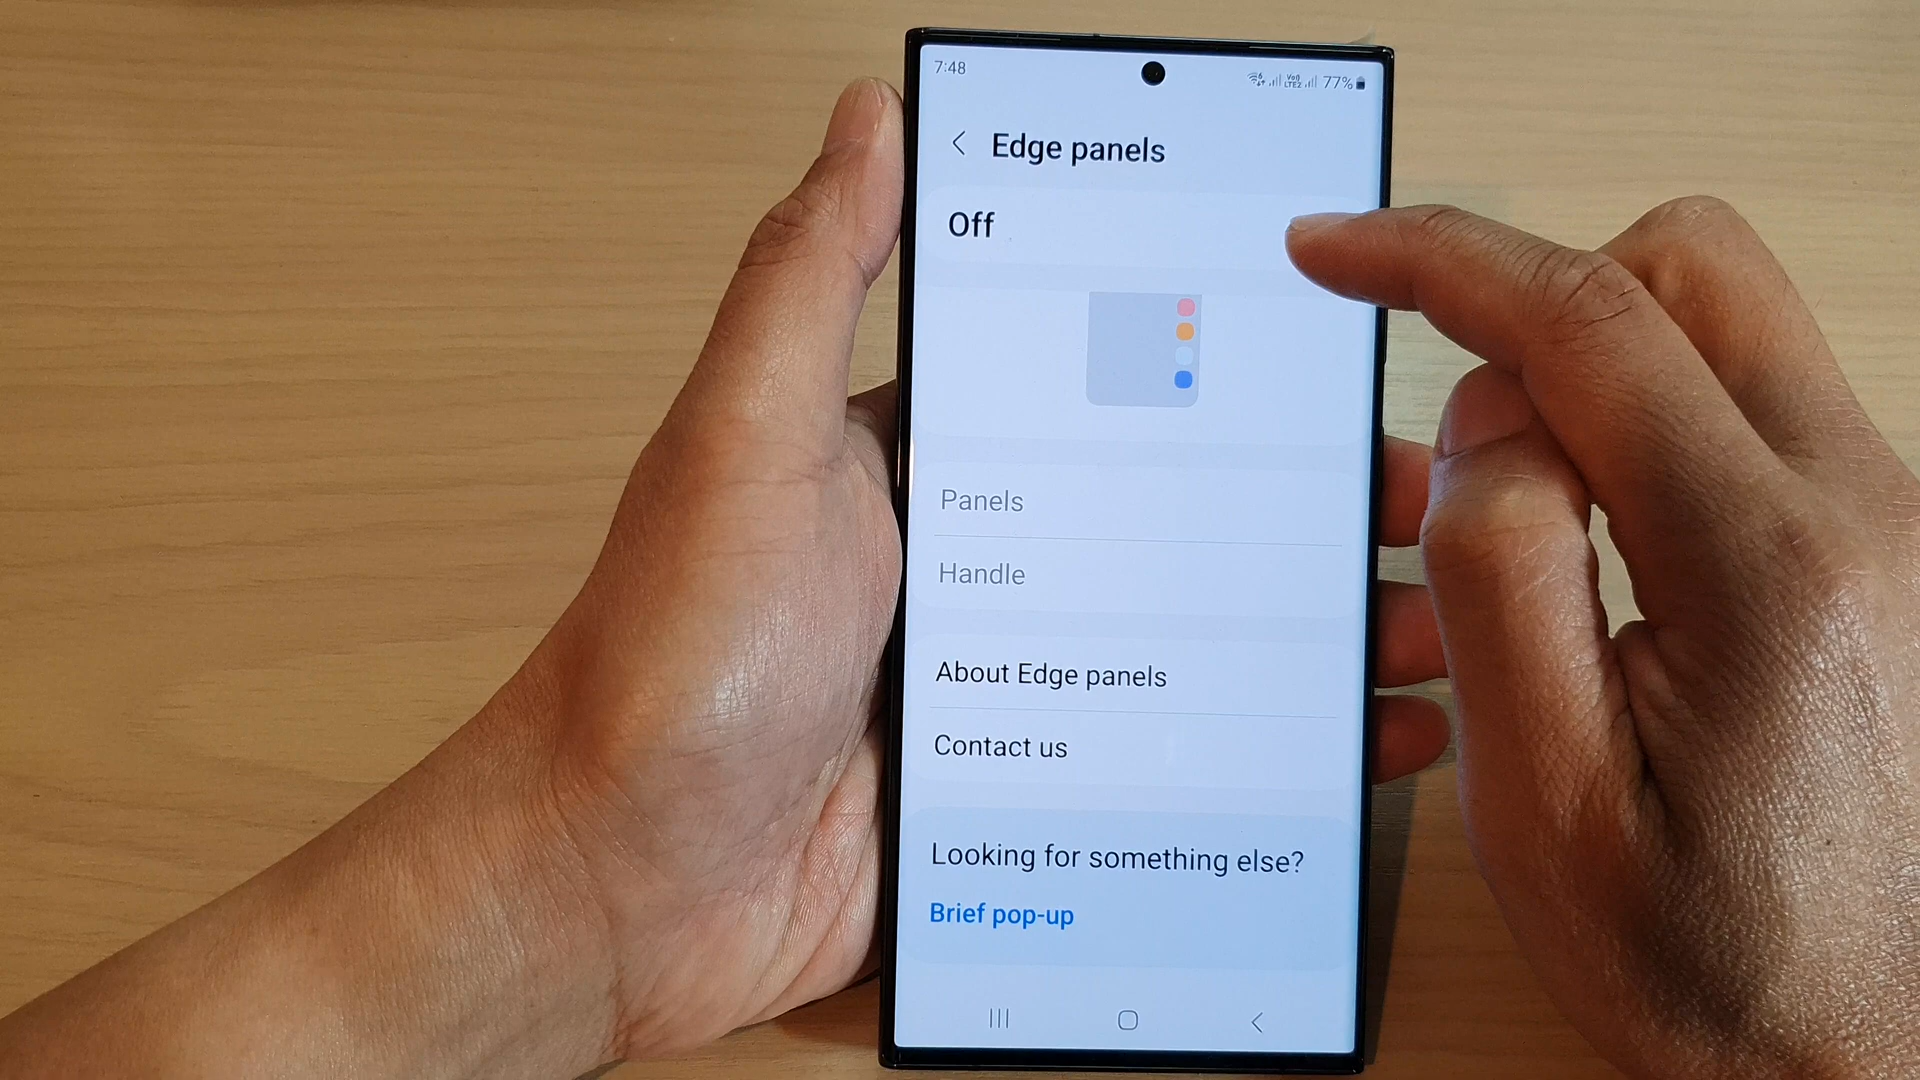 7:48
77%
Edge panels
Off
Panels
Handle
About Edge panels
Contact us
Looking for something else?
Brief pop-up